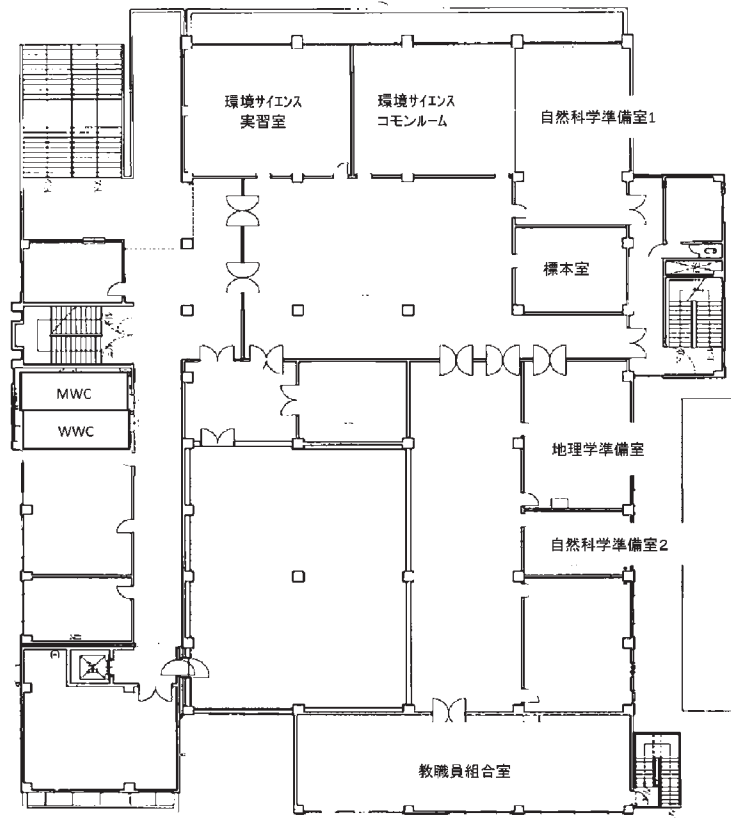 環境サイエンス
実習室
環境サイエンス
コモンルーム
自然科学準備室1
標本室
MWC
WWC
地理学準備室
自然科学準備室2
教職員組合室